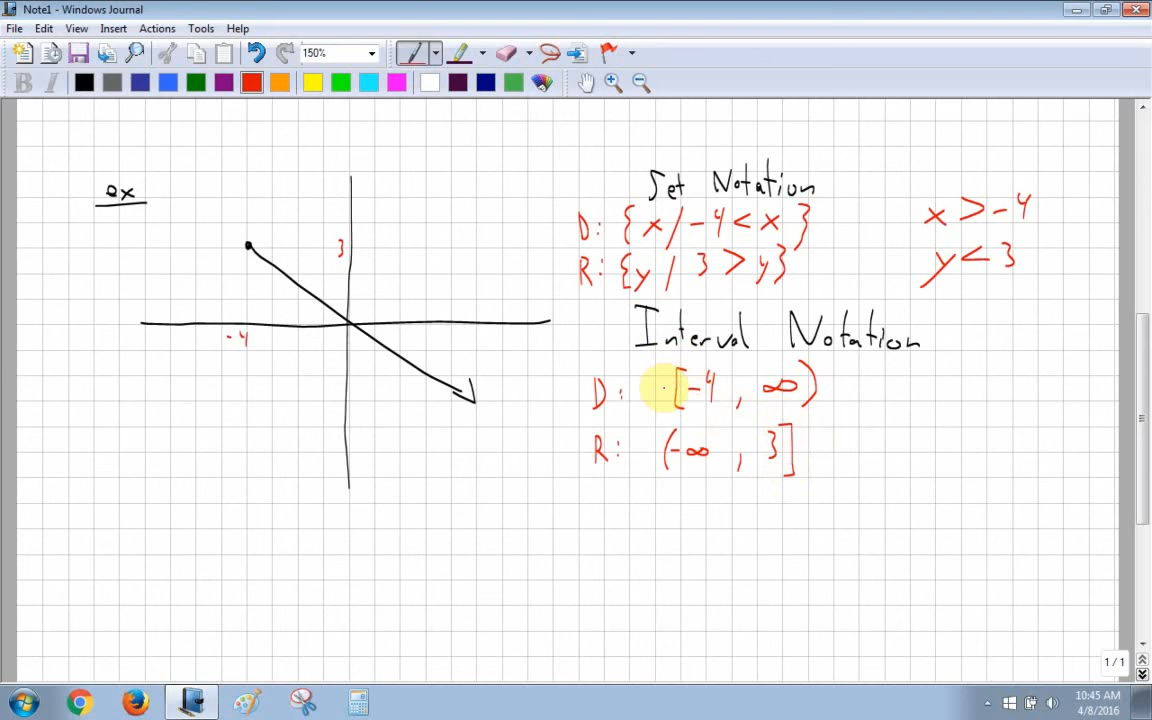 Note1 - Windows Journal
File Edit View Insert Actions Tools Help
150%
B I
ex
Set Notation
D: {x / -4 < x}
x > -4
3
R: {y / 3 > y}
y < 3
-4
Interval Notation
D: [-4, ∞)
R: (-∞, 3]
1 / 1
10:45 AM
4/8/2016